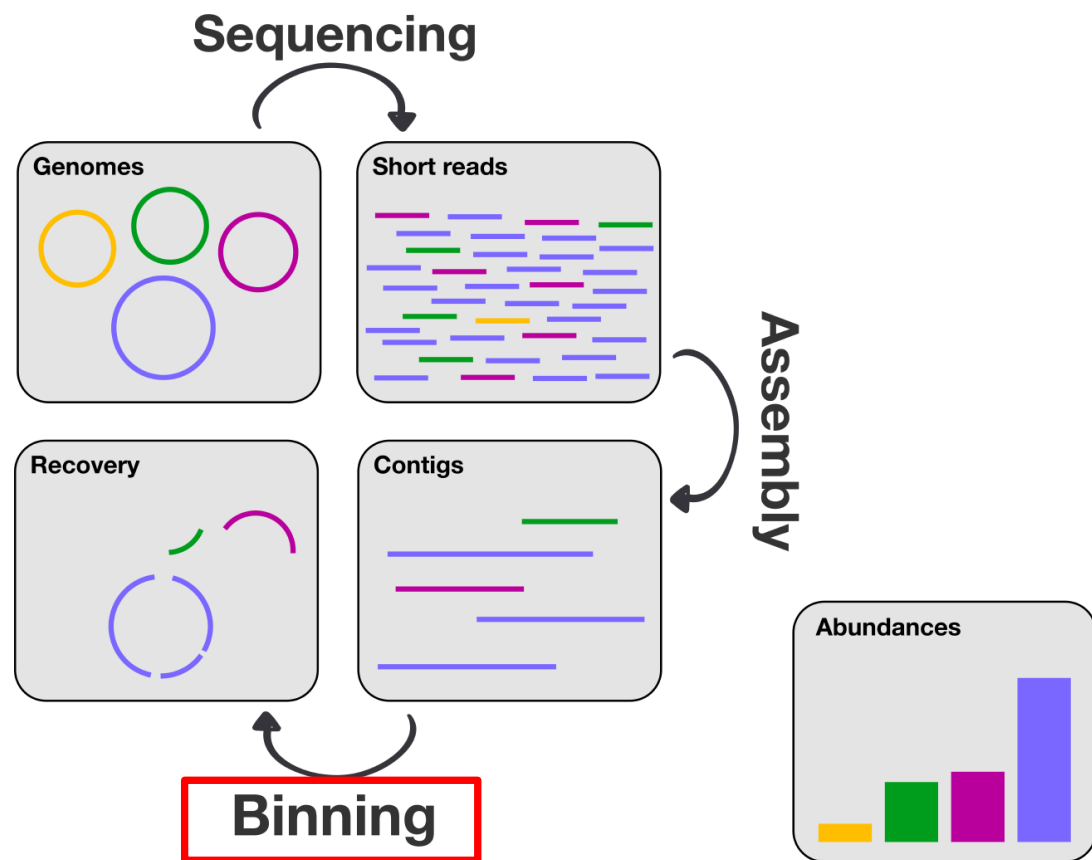 Sequencing
Genomes
Short reads
Assembly
Recovery
Contigs
Abundances
Binning